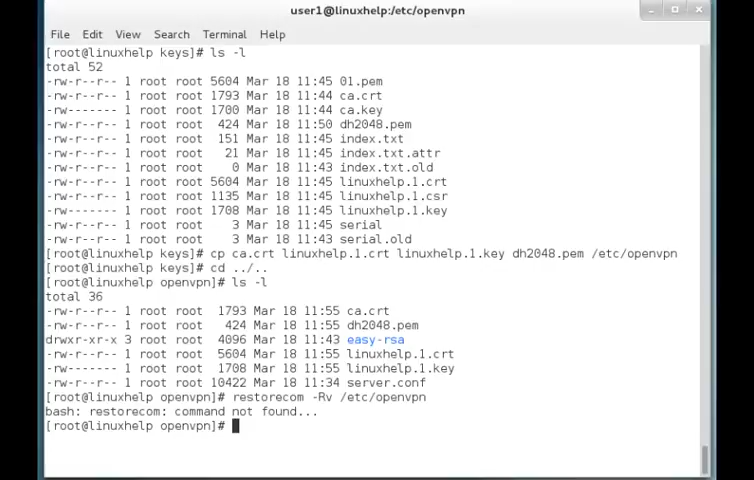 user1@linuxhelp:/etc/openvpn
File Edit View Search Terminal Help
[root@linuxhelp keys]# ls -l
total 52
-rw-r--r-- 1 root root 5604 Mar 18 11:45 01.pem
-rw-r--r-- 1 root root 1793 Mar 18 11:44 ca.crt
-rw------- 1 root root 1700 Mar 18 11:44 ca.key
-rw-r--r-- 1 root root 424 Mar 18 11:50 dh2048.pem
-rw-r--r-- 1 root root 151 Mar 18 11:45 index.txt
-rw-r--r-- 1 root root 21 Mar 18 11:45 index.txt.attr
-rw-r--r-- 1 root root 0 Mar 18 11:43 index.txt.old
-rw-r--r-- 1 root root 5604 Mar 18 11:45 linuxhelp.1.crt
-rw-r--r-- 1 root root 1135 Mar 18 11:45 linuxhelp.1.csr
-rw------- 1 root root 1708 Mar 18 11:45 linuxhelp.1.key
-rw-r--r-- 1 root root 3 Mar 18 11:45 serial
-rw-r--r-- 1 root root 3 Mar 18 11:43 serial.old
[root@linuxhelp keys]# cp ca.crt linuxhelp.1.crt linuxhelp.1.key dh2048.pem /etc/openvpn
[root@linuxhelp keys]# cd ../..
[root@linuxhelp openvpn]# ls -l
total 36
-rw-r--r-- 1 root root 1793 Mar 18 11:55 ca.crt
-rw-r--r-- 1 root root 424 Mar 18 11:55 dh2048.pem
drwxr-xr-x 3 root root 4096 Mar 18 11:43 easy-rsa
-rw-r--r-- 1 root root 5604 Mar 18 11:55 linuxhelp.1.crt
-rw------- 1 root root 1708 Mar 18 11:55 linuxhelp.1.key
-rw-r--r-- 1 root root 10422 Mar 18 11:34 server.conf
[root@linuxhelp openvpn]# restorecom -Rv /etc/openvpn
bash: restorecom: command not found...
[root@linuxhelp openvpn]#